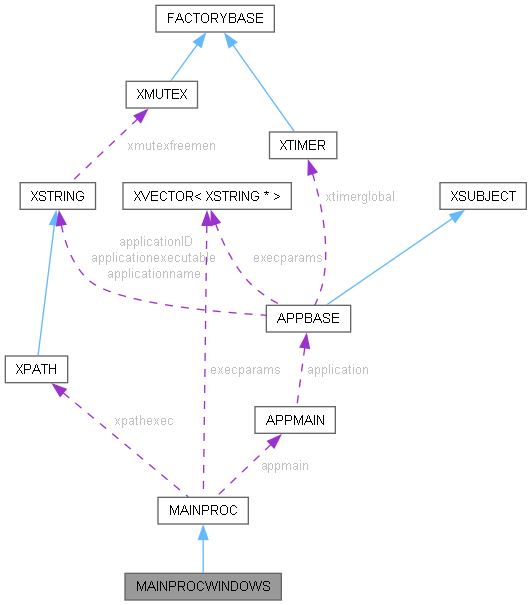 FACTORYBASE
XMUTEX
XTIMER
xmutexfreemen
XSTRING
XVECTOR< XSTRING * >
xtimerglobal
XSUBJECT
applicationID
applicationexecutable
applicationname
execparams
APPBASE
XPATH
execparams
application
APPMAIN
xpathexec
appmain
MAINPROC
MAINPROCWINDOWS